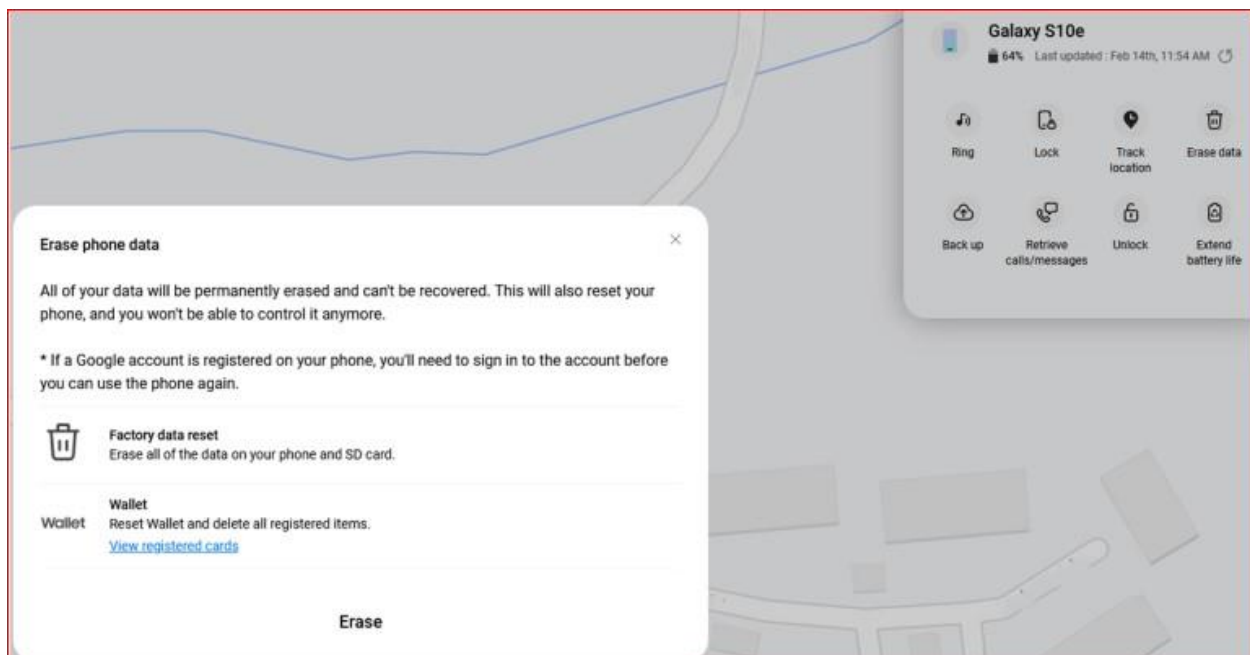 Galaxy S10e
64% Last updated : Feb 14th, 11:54 AM
Ring
Lock
Track
location
Erase data
Back up
Retrieve
calls/messages
Unlock
Extend
battery life
Erase phone data
All of your data will be permanently erased and can't be recovered. This will also reset your
phone, and you won't be able to control it anymore.
* If a Google account is registered on your phone, you'll need to sign in to the account before
you can use the phone again.
Factory data reset
Erase all of the data on your phone and SD card.
Wallet
Wallet
Reset Wallet and delete all registered items.
View registered cards
Erase